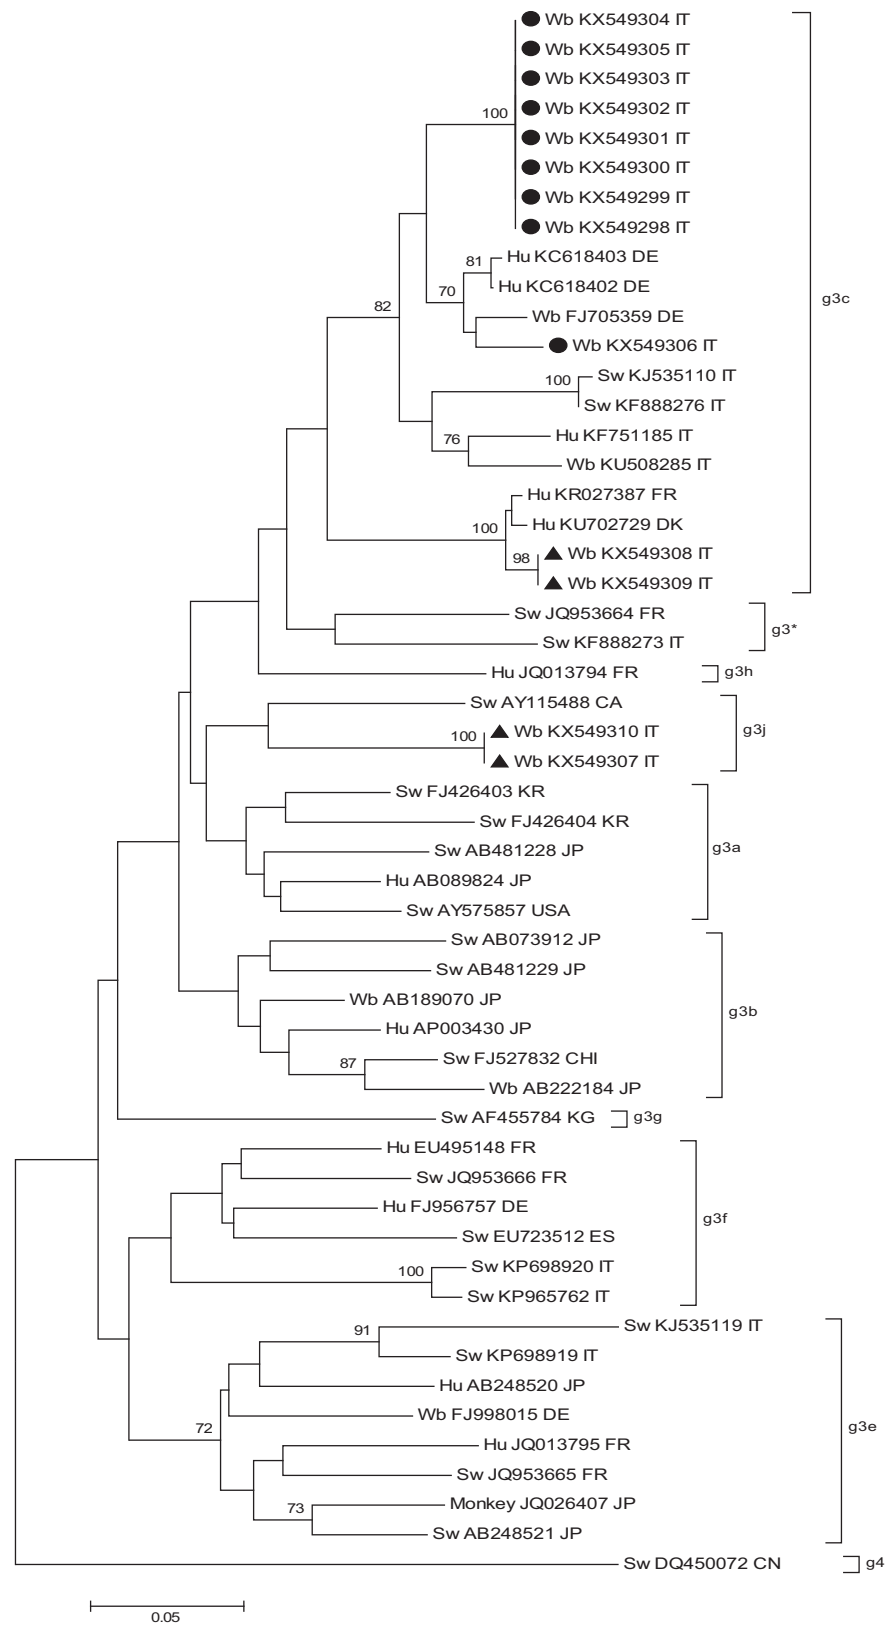 Wb KX549304 IT
Wb KX549305 IT
Wb KX549303 IT
Wb KX549302 IT
100
Wb KX549301 IT
Wb KX549300 IT
Wb KX549299 IT
Wb KX549298 IT
81
Hu KC618403 DE
Hu KC618402 DE
70
g3c
82
Wb FJ705359 DE
Wb KX549306 IT
Sw KJ535110 IT
100
Sw KF888276 IT
Hu KF751185 IT
76
Wb KU508285 IT
Hu KR027387 FR
Hu KU702729 DK
100
Wb KX549308 IT
98
Wb KX549309 IT
Sw JQ953664 FR
g3*
Sw KF888273 IT
Hu JQ013794 FR
g3h
Sw AY115488 CA
Wb KX549310 IT
g3j
100
Wb KX549307 IT
Sw FJ426403 KR
Sw FJ426404 KR
Sw AB481228 JP
g3a
Hu AB089824 JP
Sw AY575857 USA
Sw AB073912 JP
Sw AB481229 JP
Wb AB189070 JP
g3b
Hu AP003430 JP
Sw FJ527832 CHI
87
Wb AB222184 JP
Sw AF455784 KG
g3g
Hu EU495148 FR
Sw JQ953666 FR
Hu FJ956757 DE
g3f
Sw EU723512 ES
Sw KP698920 IT
100
Sw KP965762 IT
Sw KJ535119 IT
91
Sw KP698919 IT
Hu AB248520 JP
Wb FJ998015 DE
g3e
72
Hu JQ013795 FR
Sw JQ953665 FR
Monkey JQ026407 JP
73
Sw AB248521 JP
Sw DQ450072 CN
g4
0.05